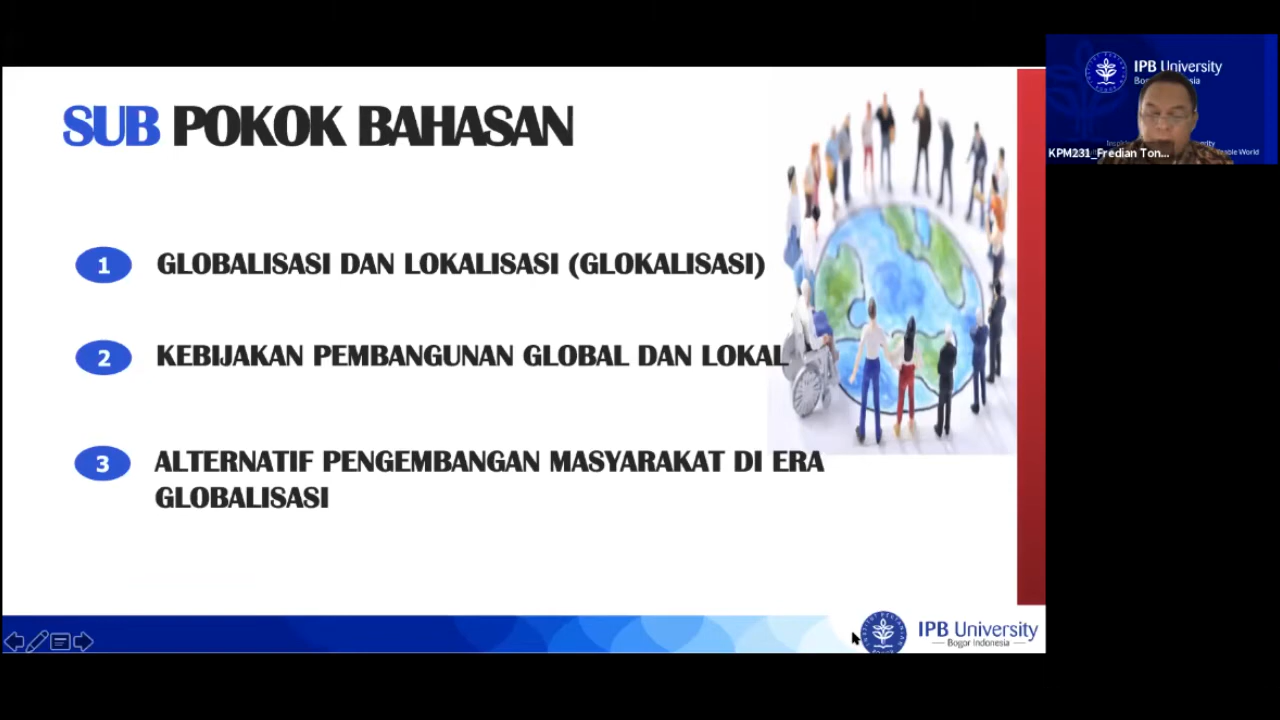 SUB POKOK BAHASAN
1
GLOBALISASI DAN LOKALISASI (GLOKALISASI)
2
KEBIJAKAN PEMBANGUNAN GLOBAL DAN LOKAL
3
ALTERNATIF PENGEMBANGAN MASYARAKAT DI ERA
GLOBALISASI
IPB University
Bogor Indonesia
IPB University
KPM231_Fredian Ton...
World